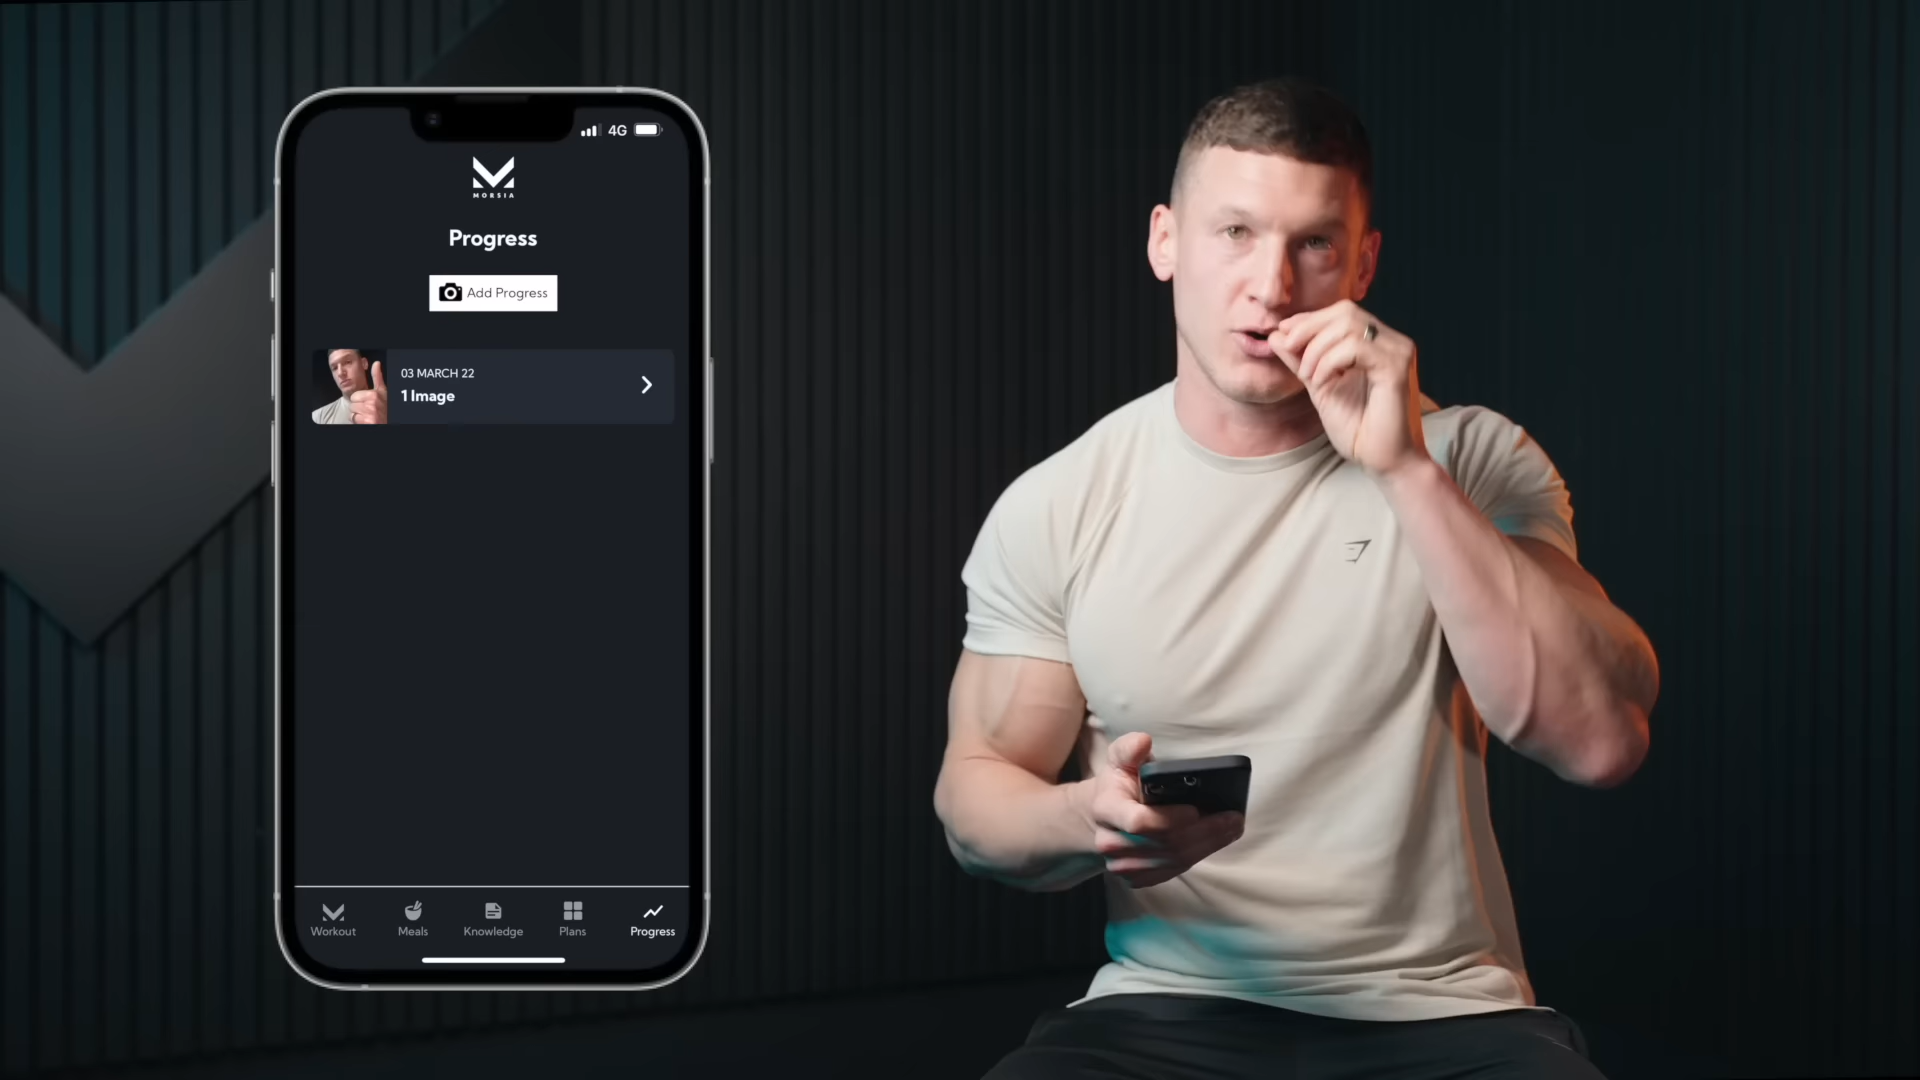 4G
MORSIA
Progress
Add Progress
03 MARCH 22
1 Image
Workout
Meals
Knowledge
Plans
Progress